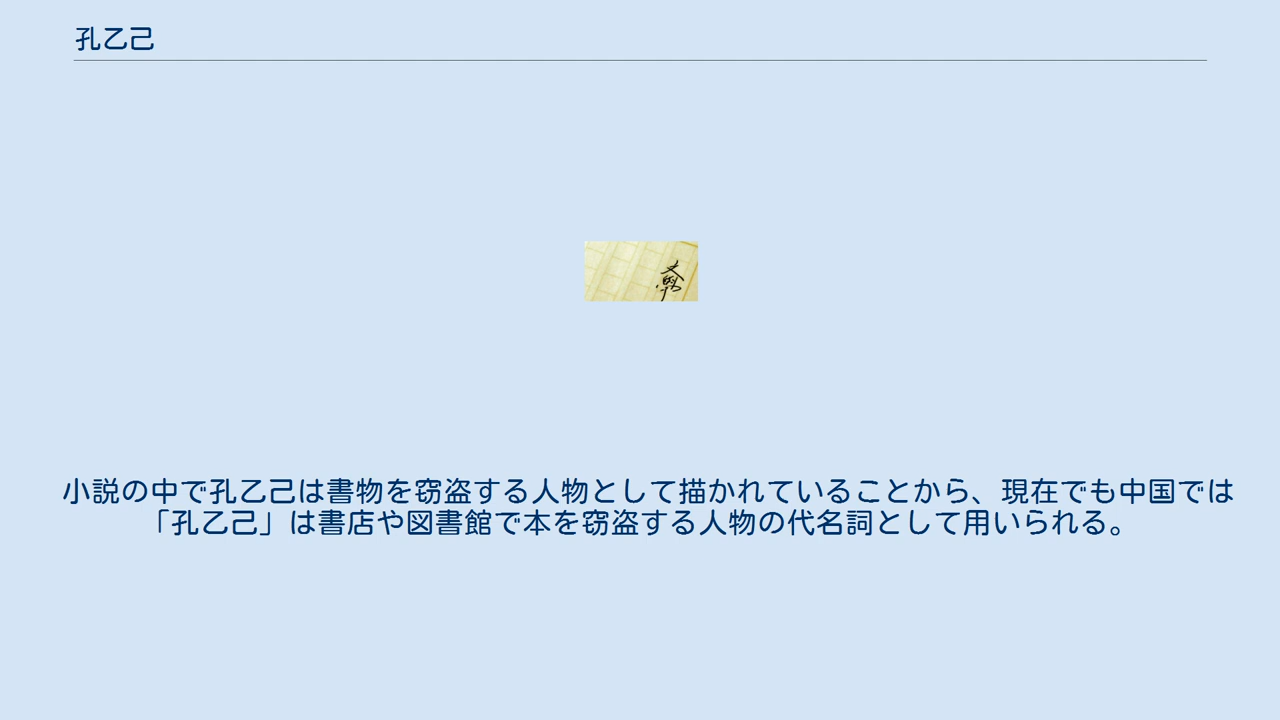 孔乙己
小説の中で孔乙己は書物を窃盗する人物として描かれていることから、現在でも中国では
「孔乙己」は書店や図書館で本を窃盗する人物の代名詞として用いられる。